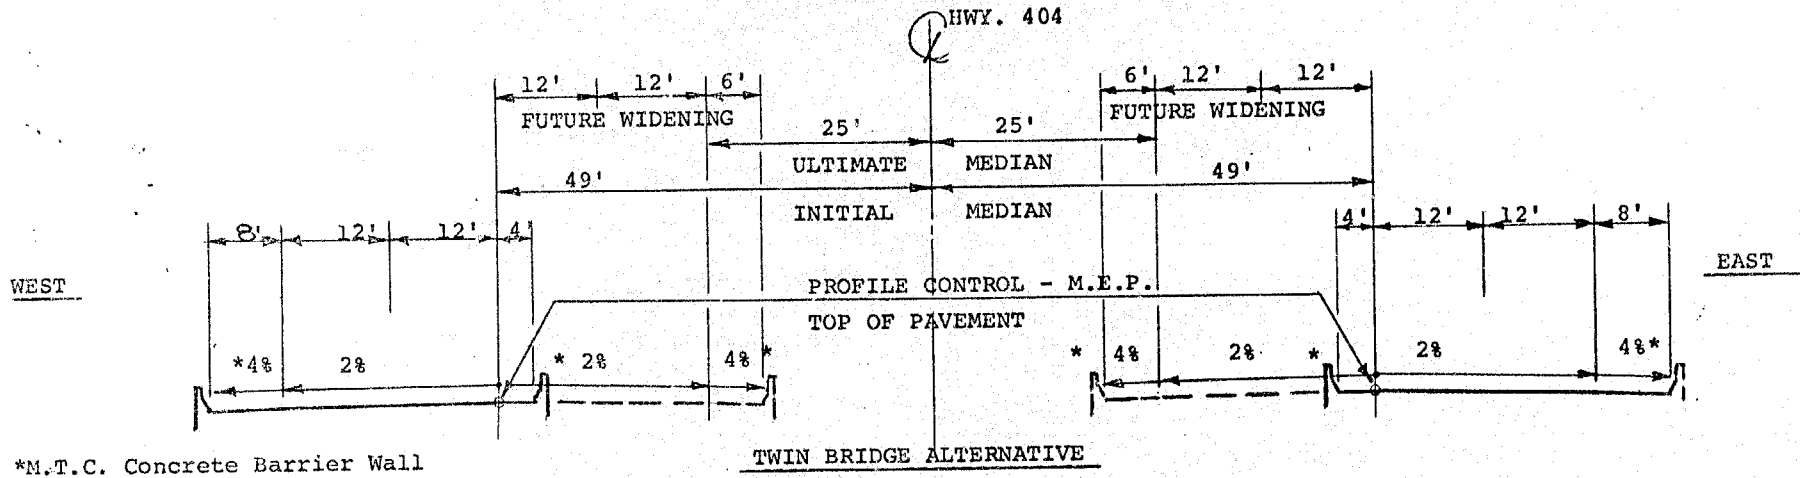 HWY. 404
12' 12' 6' 6' 12' 12'
FUTURE WIDENING FUTURE WIDENING
25' 25'
ULTIMATE MEDIAN
49' 49'
INITIAL MEDIAN
8' 12' 12' 4' 4' 12' 12' 8'
WEST EAST
PROFILE CONTROL - M.E.P.
TOP OF PAVEMENT
*4% 2% * 2% 4% * * 4% 2% * 2% 4%*
*M.T.C. Concrete Barrier Wall
TWIN BRIDGE ALTERNATIVE